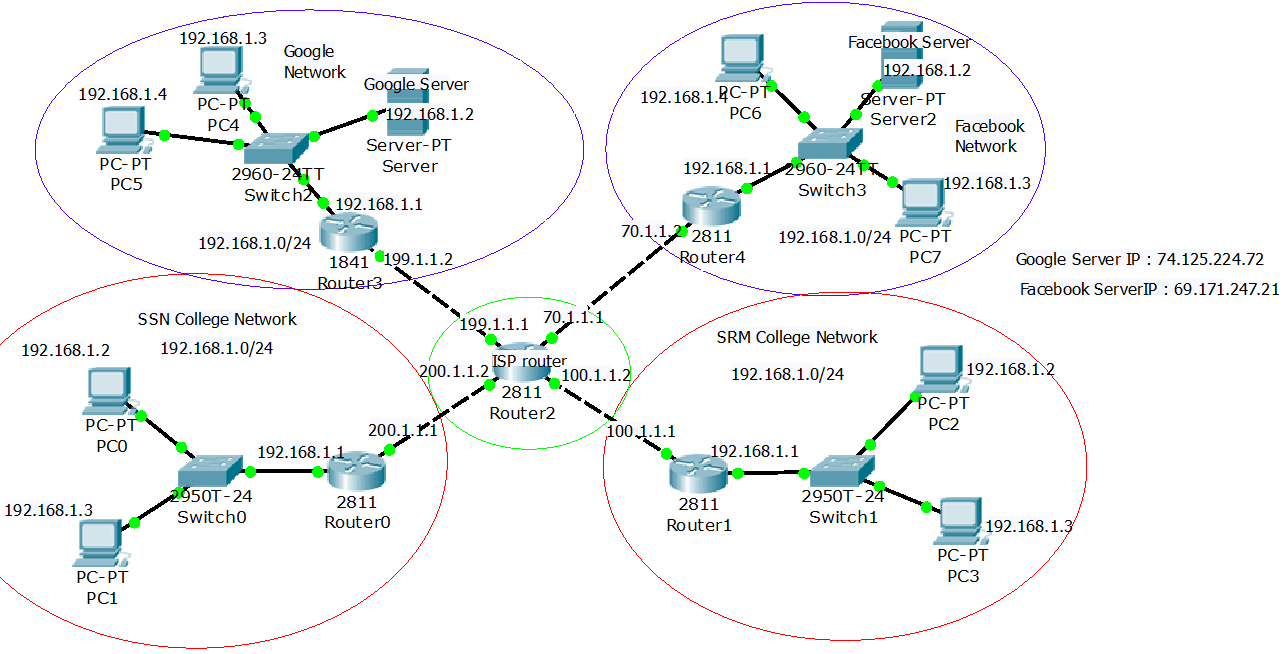 192.168.1.3
Google
Network
192.168.1.4
PC-PT
PC4
Google Server
192.168.1.2
Server-PT
Server
PC-PT
PC5
2960-24TT
Switch2
192.168.1.1
192.168.1.0/24
1841
Router3
199.1.1.2
Facebook Server
192.168.1.2
Server-PT
Server2
192.168.1.4
PC-PT
PC6
Facebook
Network
192.168.1.1
2960-24TT
Switch3
192.168.1.3
70.1.1.2
2811
Router4
192.168.1.0/24
PC-PT
PC7
Google Server IP : 74.125.224.72
Facebook ServerIP : 69.171.247.21
SSN College Network
192.168.1.0/24
192.168.1.2
PC-PT
PC0
192.168.1.1
200.1.1.1
2950T-24
Switch0
2811
Router0
192.168.1.3
PC-PT
PC1
199.1.1.1
70.1.1.1
ISP router
200.1.1.2
100.1.1.2
2811
Router2
SRM College Network
192.168.1.0/24
192.168.1.2
PC-PT
PC2
100.1.1.1
192.168.1.1
2811
Router1
2950T-24
Switch1
192.168.1.3
PC-PT
PC3